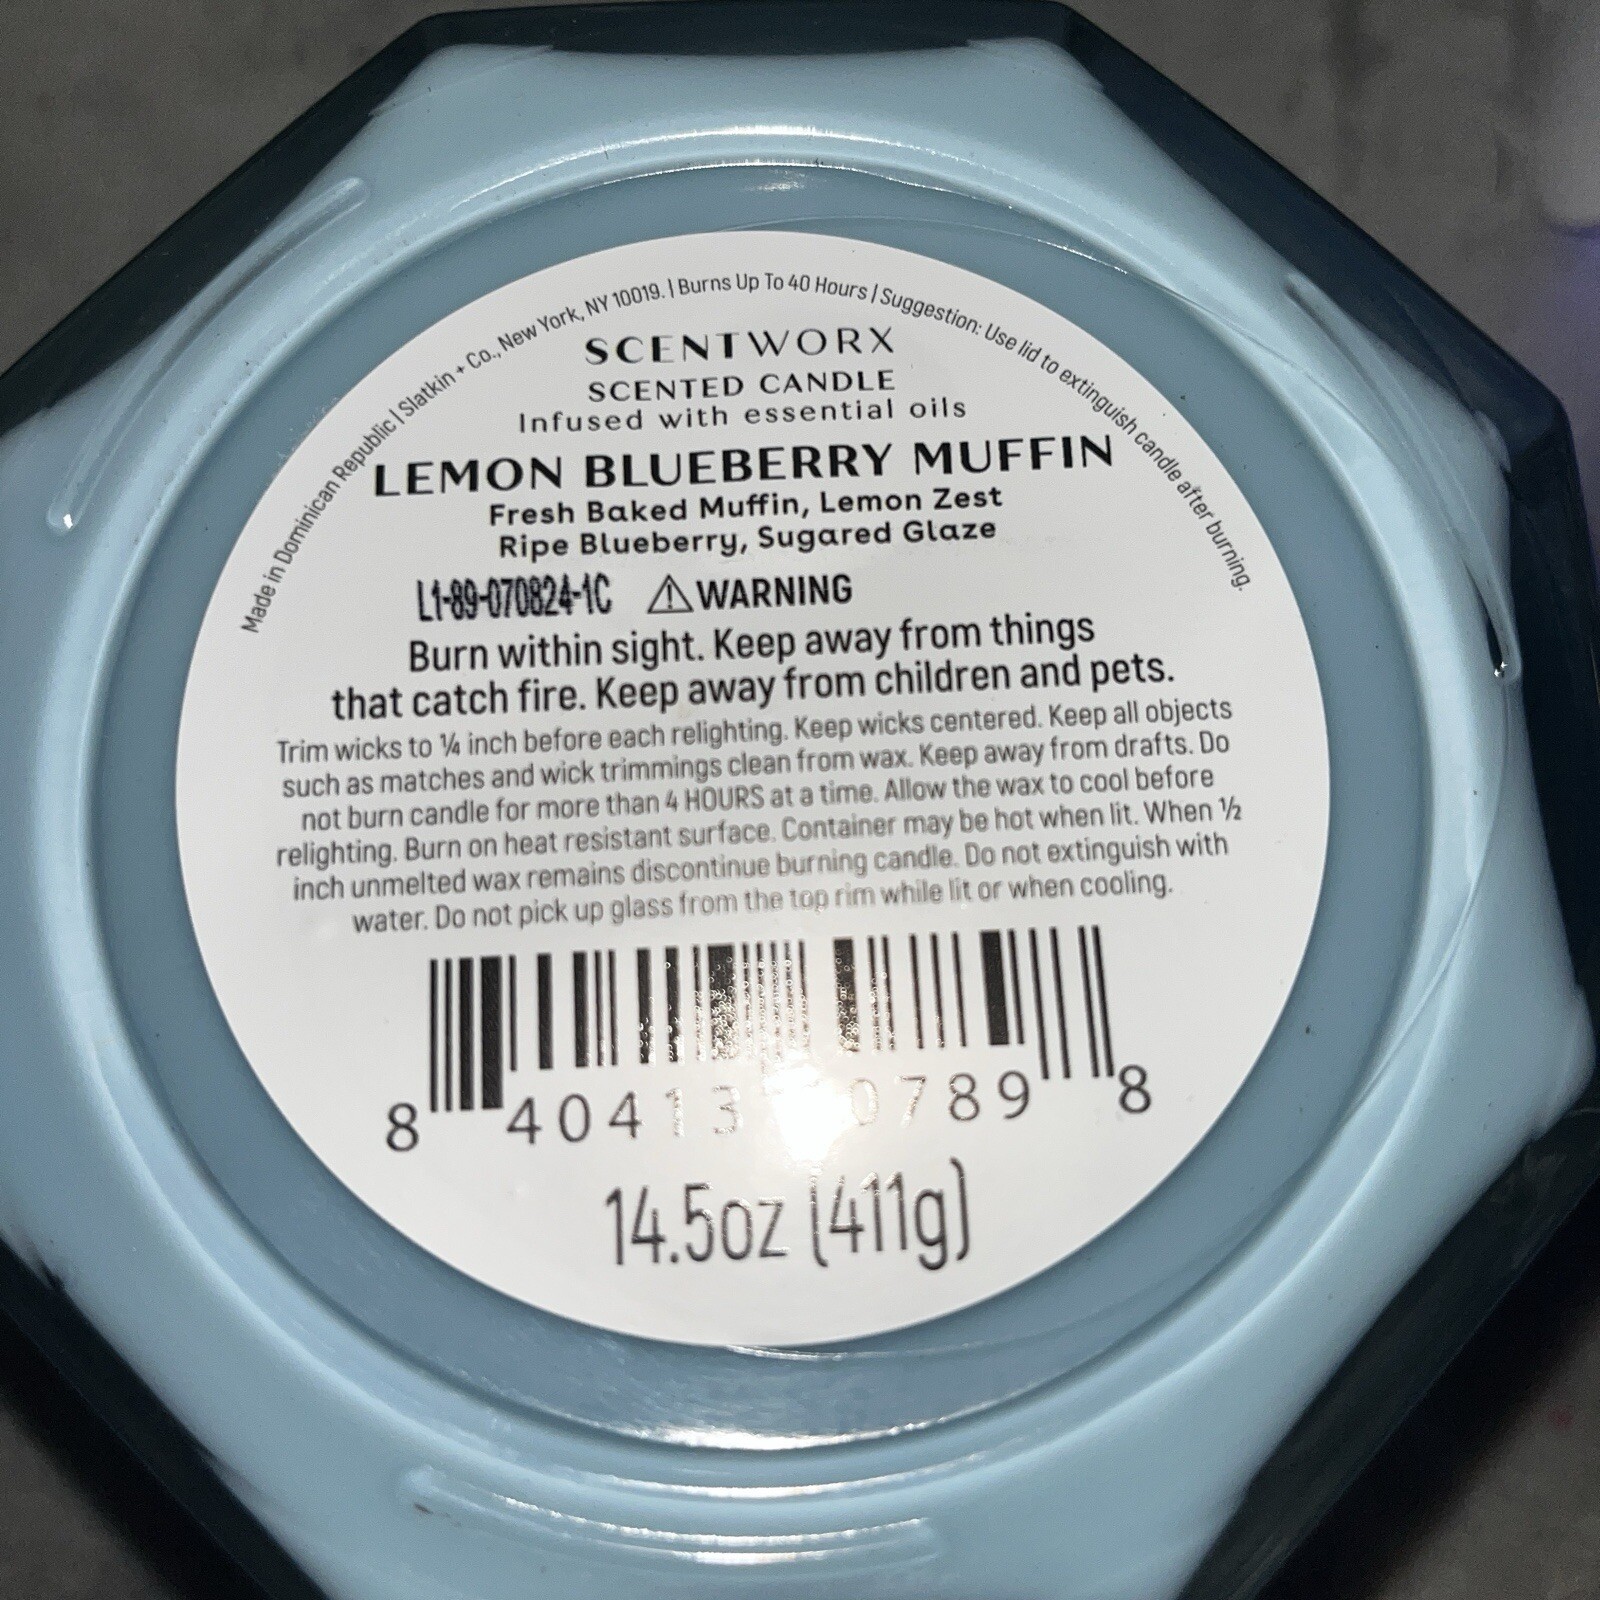 Made in Dominican Republic | Slatkin + Co., New York, NY 10019. | Burns Up To 40 Hours | Suggestion: Use lid to extinguish candle after burning.
SCENTWORX
SCENTED CANDLE
Infused with essential oils
LEMON BLUEBERRY MUFFIN
Fresh Baked Muffin, Lemon Zest
Ripe Blueberry, Sugared Glaze
L1-89-070824-1C ⚠WARNING
Burn within sight. Keep away from things
that catch fire. Keep away from children and pets.
Trim wicks to ¼ inch before each relighting. Keep wicks centered. Keep all objects
such as matches and wick trimmings clean from wax. Keep away from drafts. Do
not burn candle for more than 4 HOURS at a time. Allow the wax to cool before
relighting. Burn on heat resistant surface. Container may be hot when lit. When ½
inch unmelted wax remains discontinue burning candle. Do not extinguish with
water. Do not pick up glass from the top rim while lit or when cooling.
8 40413 0789 8
14.5oz (411g)